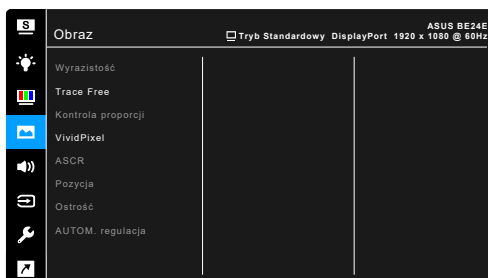 S
ASUS BE24E
Obraz
Tryb Standardowy DisplayPort 1920 x 1080 @ 60Hz
Wyrazistość
Trace Free
Kontrola proporcji
VividPixel
ASCR
Pozycja
Ostrość
AUTOM. regulacja